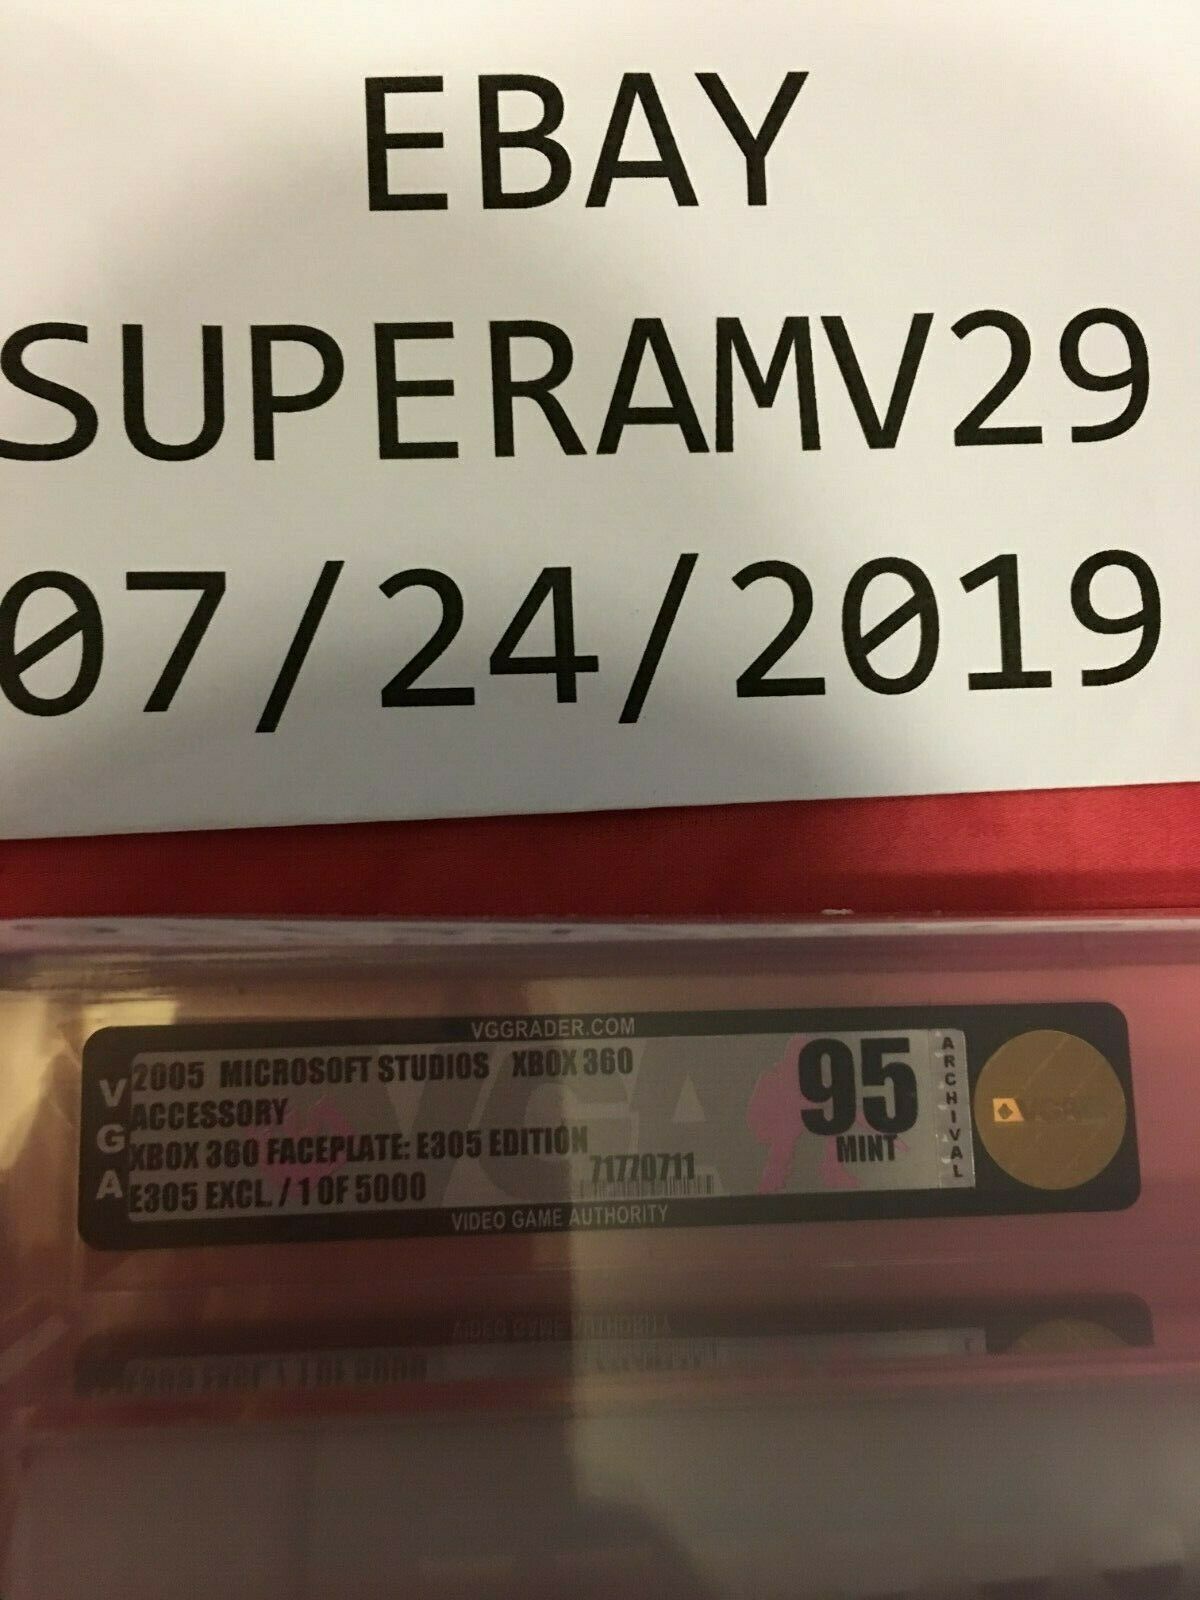 EBAY
SUPERAMV29
07/24/2019
VGGRADER.COM
VGA
2005 MICROSOFT STUDIOS XBOX 360
ACCESSORY
XBOX 360 FACEPLATE: E305 EDITION
E305 EXCL. / 1 OF 5000
71770711
95
MINT
ARCHIVAL
VGA
VIDEO GAME AUTHORITY